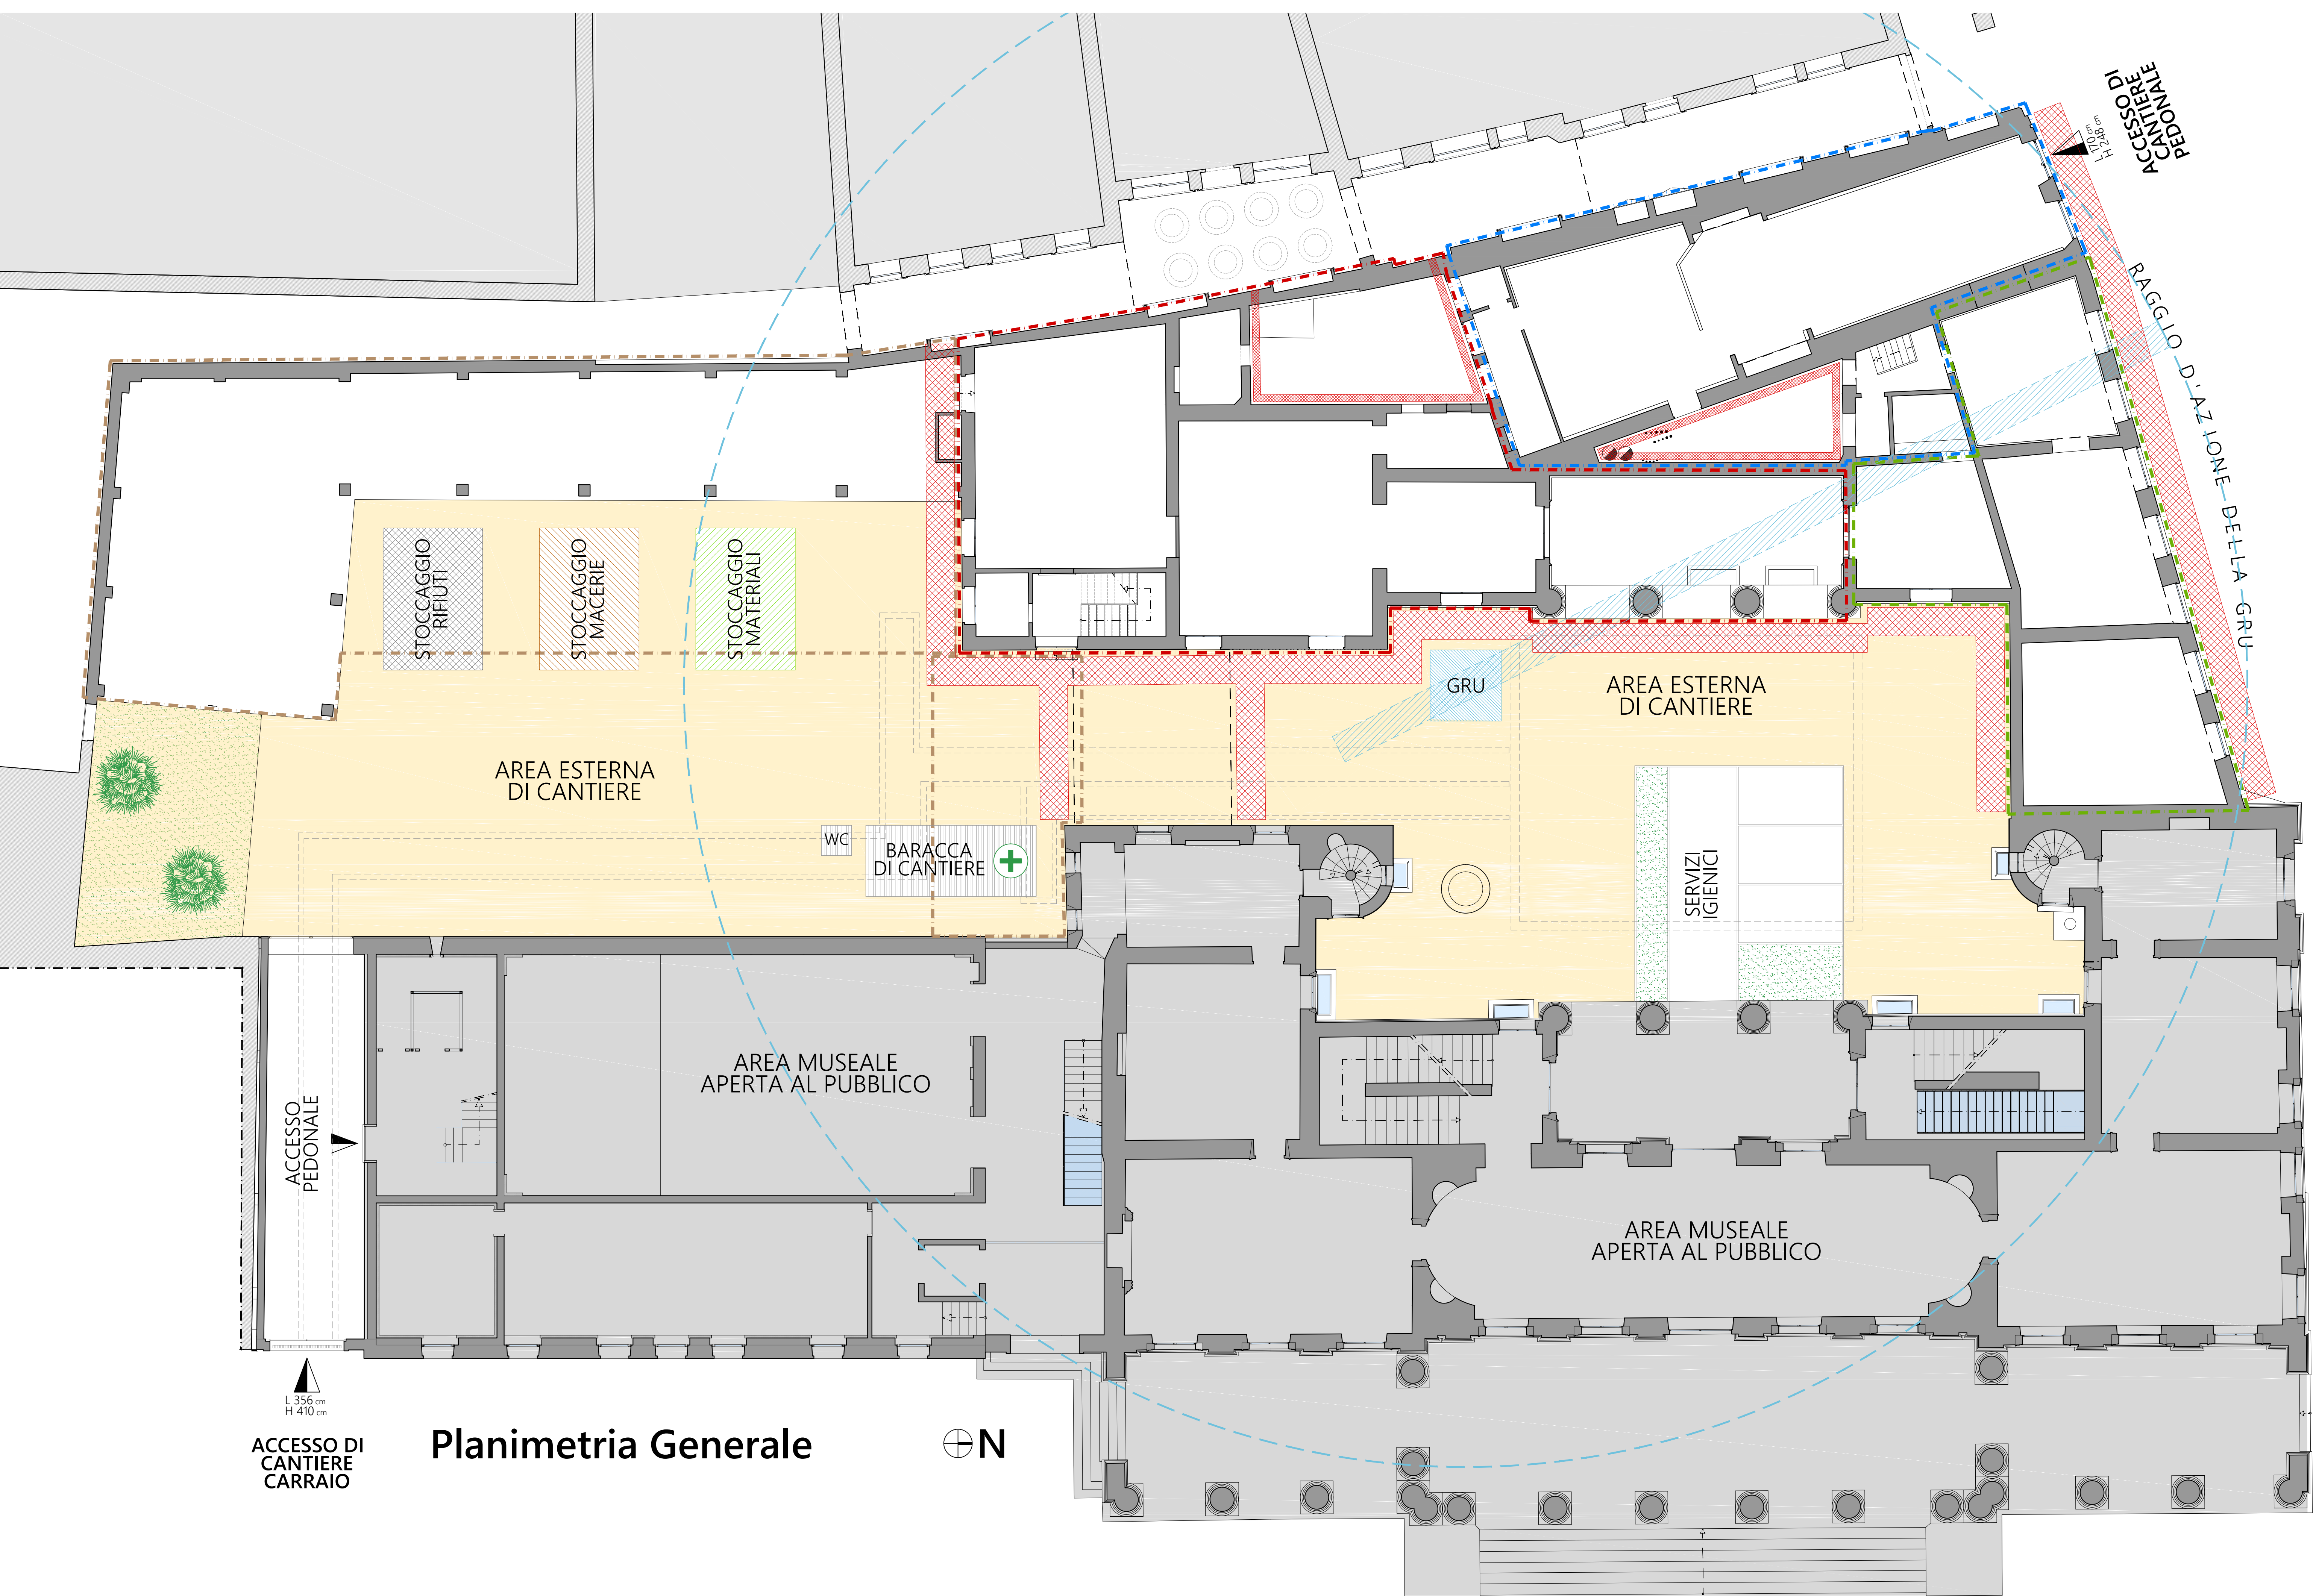 ACCESSO DI
CANTIERE
PEDONALE
L 170 cm
H 248 cm
RAGGIO D'AZIONE DELLA GRU
STOCCAGGIO
RIFIUTI
STOCCAGGIO
MACERIE
STOCCAGGIO
MATERIALI
GRU
AREA ESTERNA
DI CANTIERE
AREA ESTERNA
DI CANTIERE
WC
BARACCA
DI CANTIERE
SERVIZI
IGIENICI
AREA MUSEALE
APERTA AL PUBBLICO
ACCESSO
PEDONALE
AREA MUSEALE
APERTA AL PUBBLICO
L 356 cm
H 410 cm
ACCESSO DI
CANTIERE
CARRAIO
Planimetria Generale
N